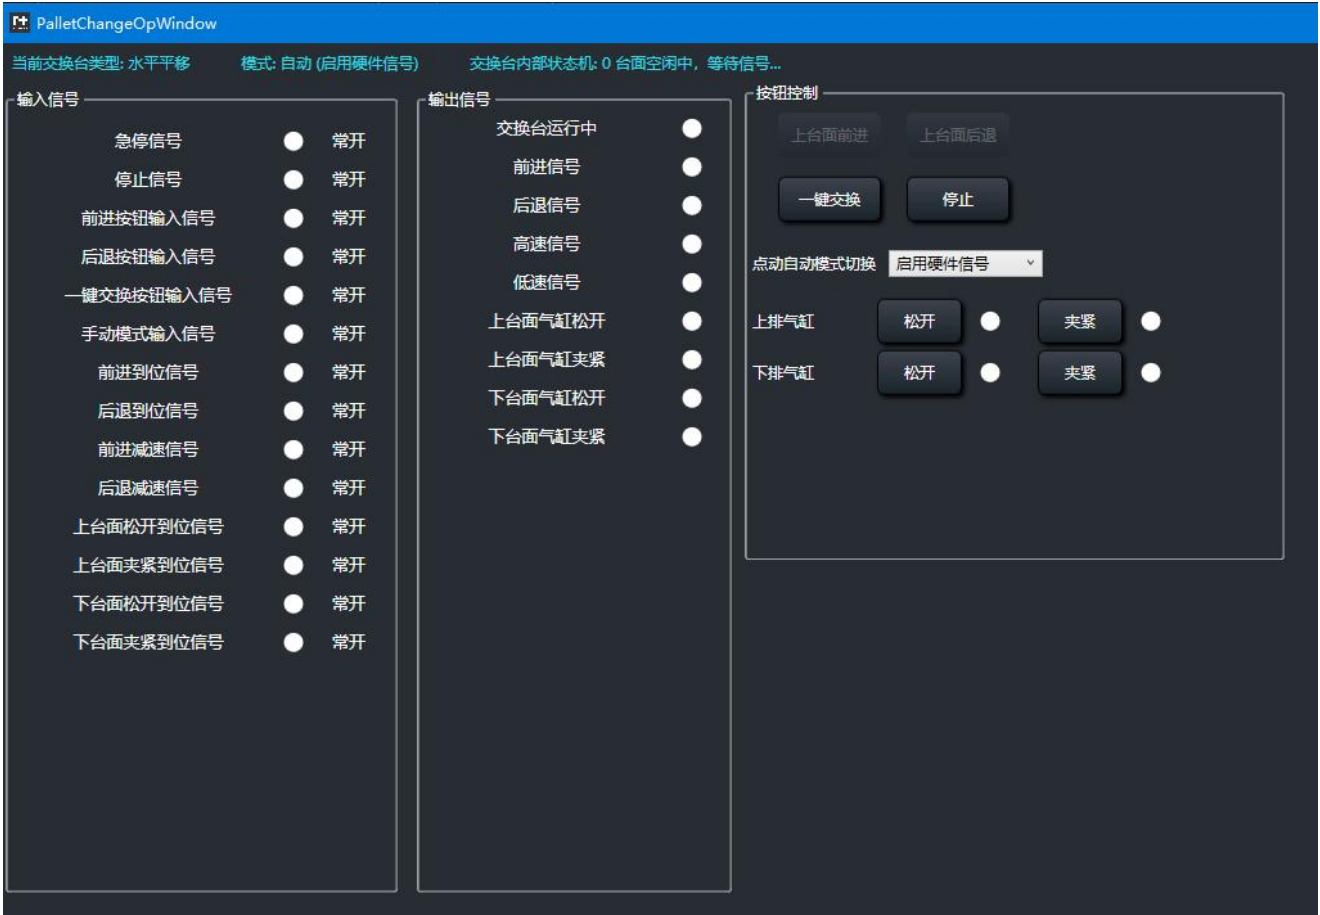 PalletChangeOpWindow
当前交换台类型: 水平平移 模式: 自动 (启用硬件信号) 交换台内部状态机: 0 台面空闲中, 等待信号...
输入信号
急停信号 常开
停止信号 常开
前进按钮输入信号 常开
后退按钮输入信号 常开
一键交换按钮输入信号 常开
手动模式输入信号 常开
前进到位信号 常开
后退到位信号 常开
前进减速信号 常开
后退减速信号 常开
上台面松开到位信号 常开
上台面夹紧到位信号 常开
下台面松开到位信号 常开
下台面夹紧到位信号 常开
输出信号
交换台运行中
前进信号
后退信号
高速信号
低速信号
上台面气缸松开
上台面气缸夹紧
下台面气缸松开
下台面气缸夹紧
按钮控制
上台面前进 上台面后退
一键交换 停止
点动自动模式切换 启用硬件信号
上排气缸 松开 夹紧
下排气缸 松开 夹紧